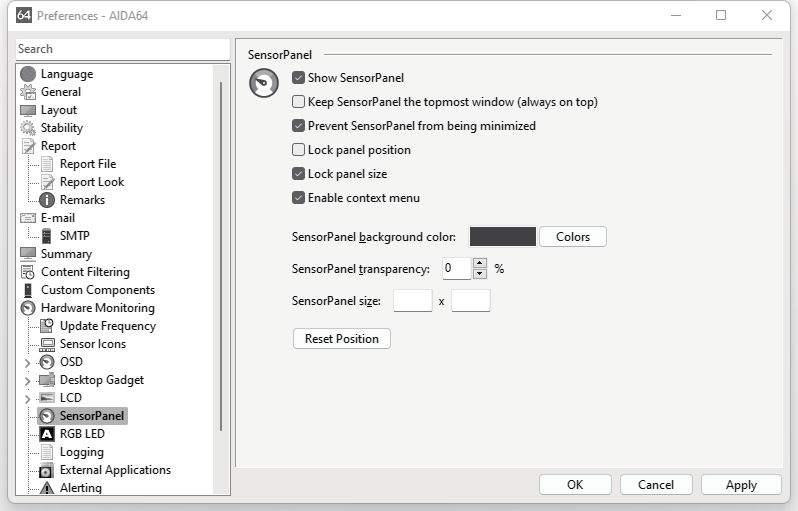 64 Preferences - AIDA64
Search
Language
General
Layout
Stability
Report
Report File
Report Look
Remarks
E-mail
SMTP
Summary
Content Filtering
Custom Components
Hardware Monitoring
Update Frequency
Sensor Icons
OSD
Desktop Gadget
LCD
SensorPanel
RGB LED
Logging
External Applications
Alerting
SensorPanel
Show SensorPanel
Keep SensorPanel the topmost window (always on top)
Prevent SensorPanel from being minimized
Lock panel position
Lock panel size
Enable context menu
SensorPanel background color: Colors
SensorPanel transparency: 0 %
SensorPanel size: x
Reset Position
OK Cancel Apply